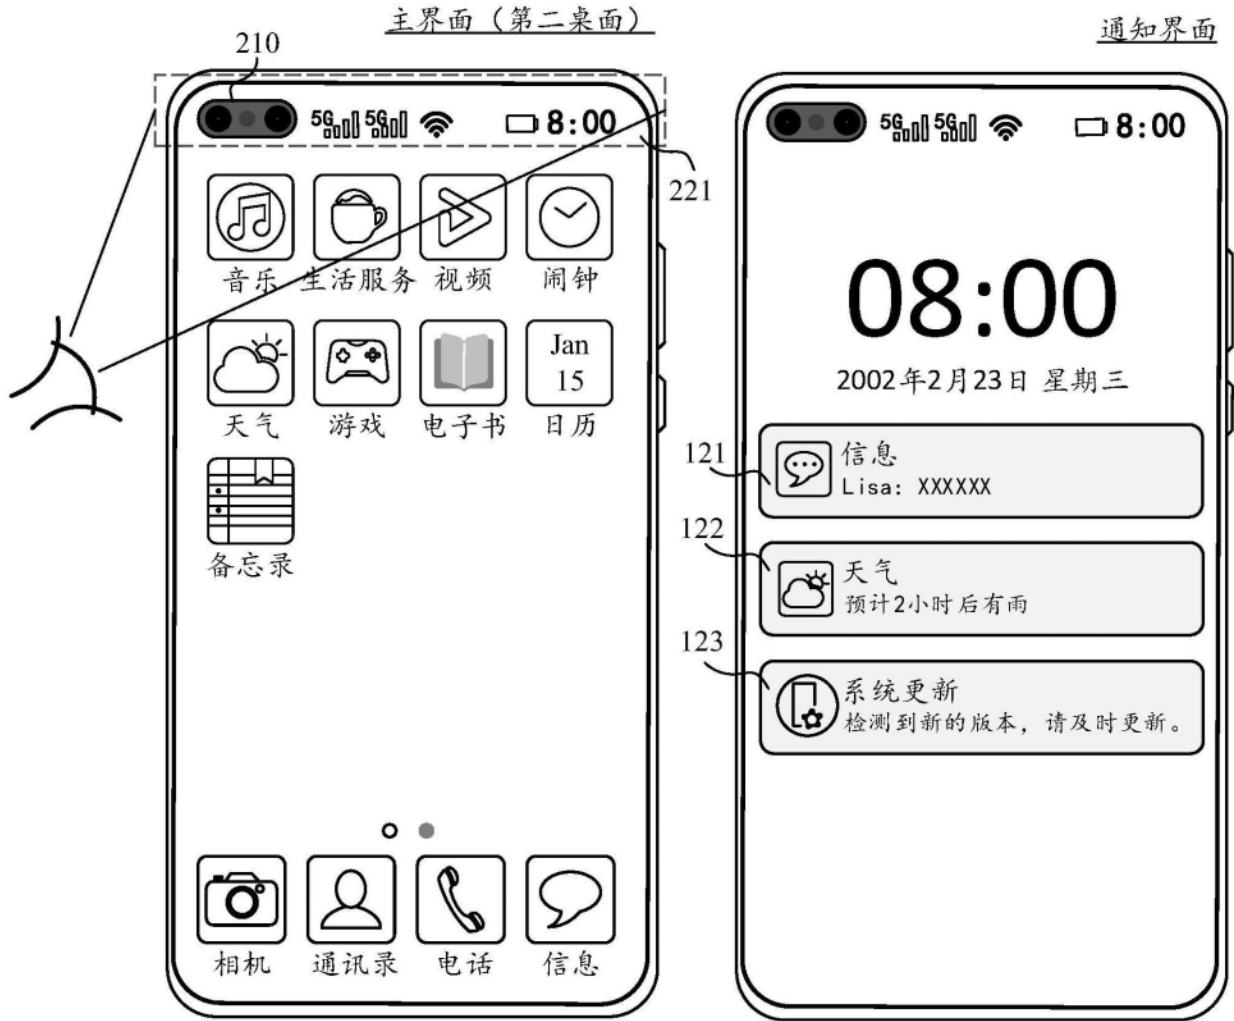 主界面（第二桌面）
210
5G 5G 8:00
221
音乐 生活服务 视频 闹钟
Jan
15
天气 游戏 电子书 日历
备忘录
相机 通讯录 电话 信息
通知界面
5G 5G 8:00
08:00
2002年2月23日 星期三
121
信息
Lisa: XXXXXX
122
天气
预计2小时后有雨
123
系统更新
检测到新的版本，请及时更新。